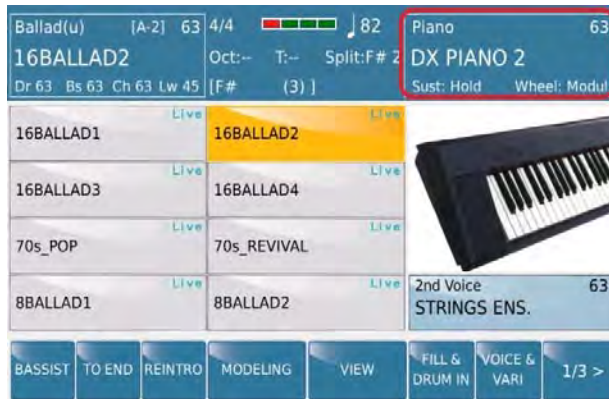 Ballad(u) [A-2] 63
16BALLAD2
Dr 63 Bs 63 Ch 63 Lw 45
4/4 82
Oct:-- T:-- Split:F# 2
[F# (3) ]
Piano 63
DX PIANO 2
Sust: Hold Wheel: Modul
16BALLAD1 Live
16BALLAD2 Live
16BALLAD3 Live
16BALLAD4 Live
70s_POP Live
70s_REVIVAL Live
8BALLAD1 Live
8BALLAD2 Live
2nd Voice 63
STRINGS ENS.
BASSIST
TO END
REINTRO
MODELING
VIEW
FILL &
DRUM IN
VOICE &
VARI
1/3 >